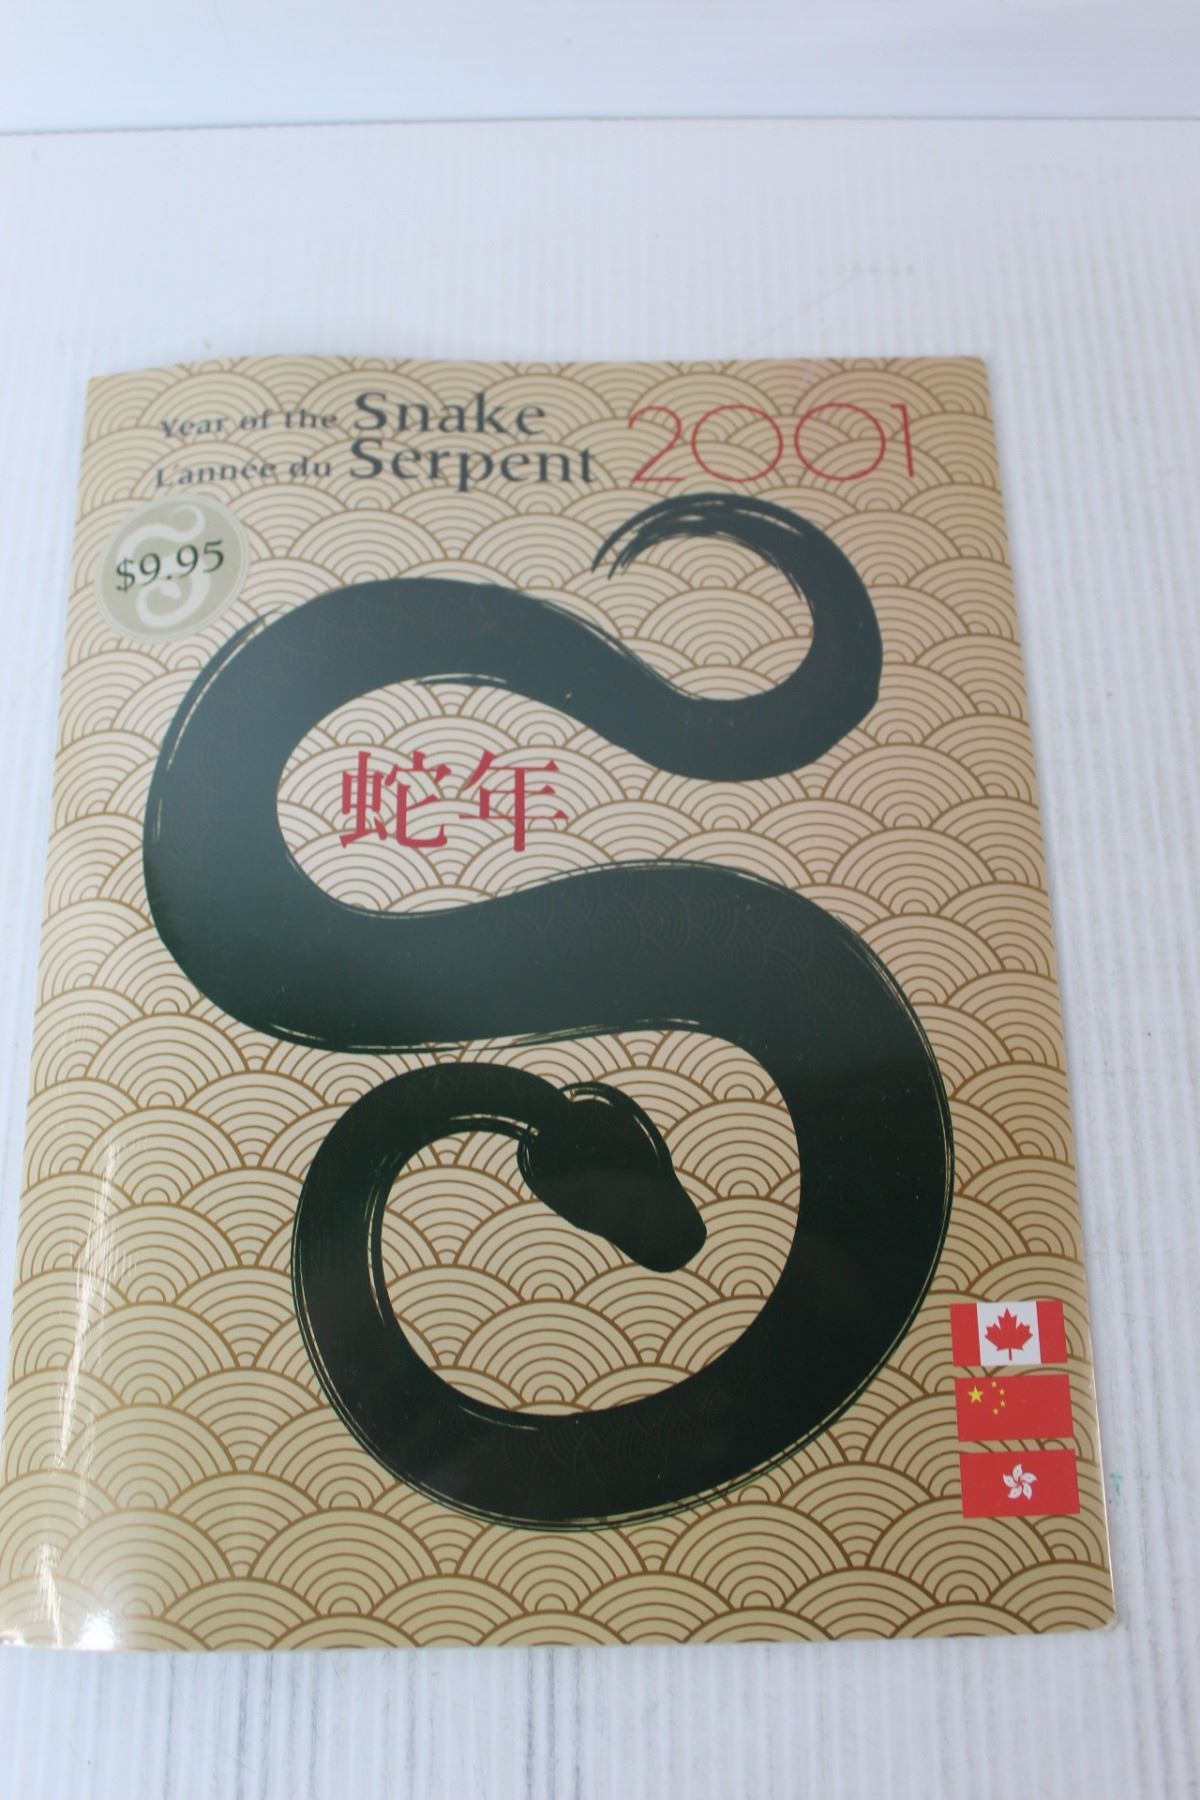 Year of the Snake 2001
L'année du Serpent
$9.95
蛇年